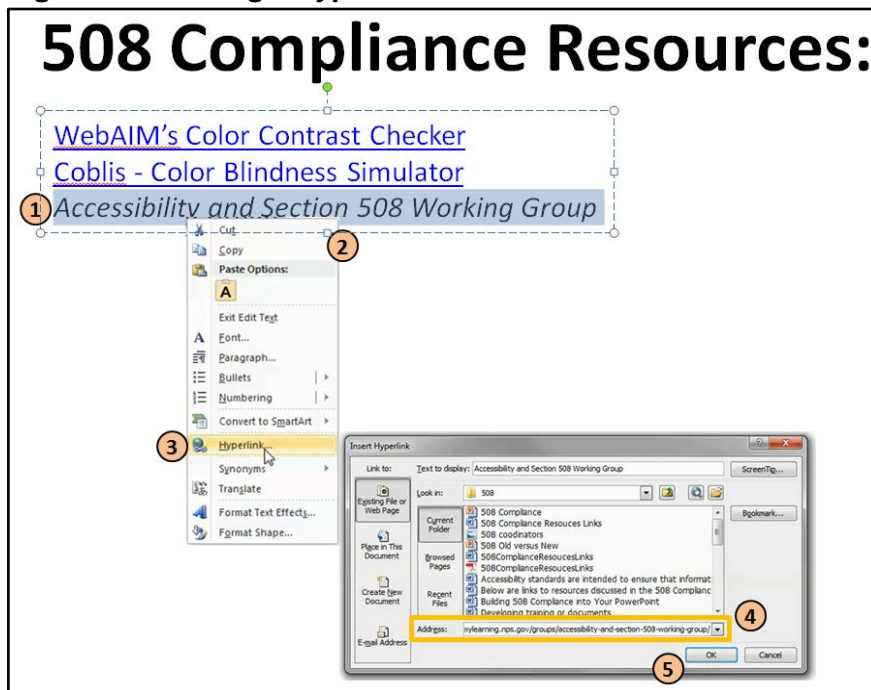 508 Compliance Resources:
WebAIM's Color Contrast Checker
Coblis - Color Blindness Simulator
1 Accessibility and Section 508 Working Group
2
Cut
Copy
Paste Options:
A
Exit Edit Text
A Font...
Paragraph...
Bullets
Numbering
Convert to SmartArt
3 Hyperlink...
Synonyms
Translate
Format Text Effects...
Format Shape...
Insert Hyperlink
Link to:
Text to display: Accessibility and Section 508 Working Group
ScreenTip...
Existing File or
Web Page
Look in: 508
Bookmark...
Place in This
Document
Create New
Document
E-mail Address
Current
Folder
Browsed
Pages
Recent
Files
508 Compliance
508 Compliance Resouces Links
508 coodinators
508 Old versus New
508ComplianceResoucesLinks
508ComplianceResoucesLinks
Accessibility standards are intended to ensure that informat
Below are links to resources discussed in the 508 Complianc
Building 508 Compliance into Your PowerPoint
Developing training or documents
Address: nylearning.nps.gov/groups/accessibility-and-section-508-working-group/
4
5
OK
Cancel